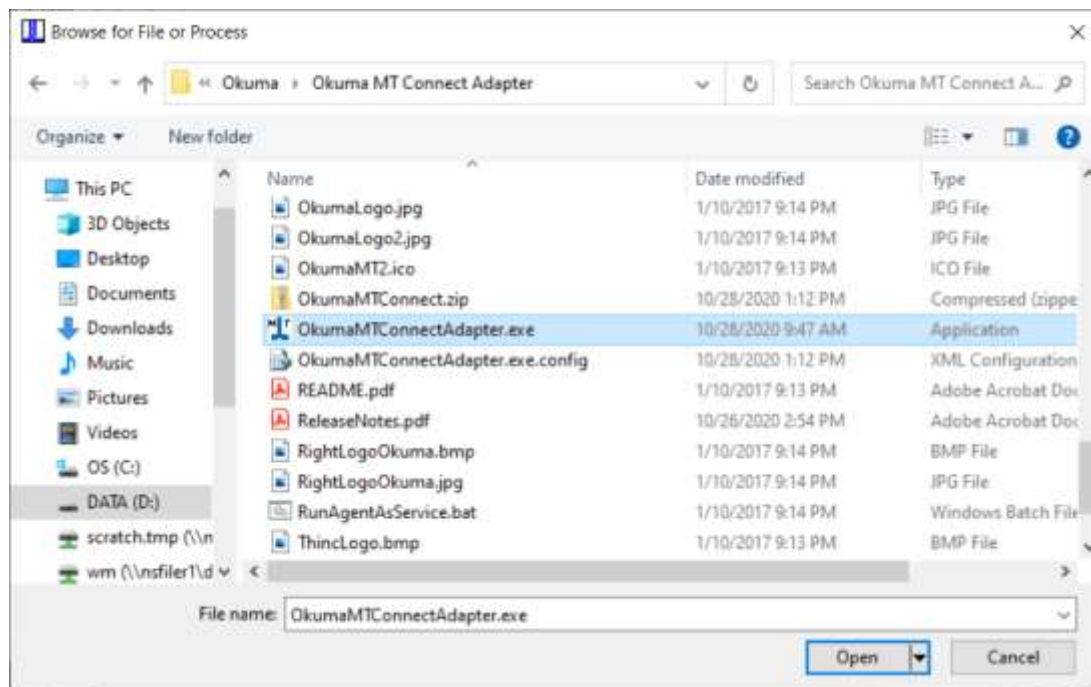 Browse for File or Process
« Okuma › Okuma MT Connect Adapter
Search Okuma MT Connect A...
Organize
New folder
Name Date modified Type
This PC
3D Objects
Desktop
Documents
Downloads
Music
Pictures
Videos
OS (C:)
DATA (D:)
scratch.tmp (\\n
wm (\\nsfiler1\d
OkumaLogo.jpg 1/10/2017 9:14 PM JPG File
OkumaLogo2.jpg 1/10/2017 9:14 PM JPG File
OkumaMT2.ico 1/10/2017 9:13 PM ICO File
OkumaMTConnect.zip 10/28/2020 1:12 PM Compressed (zippe
OkumaMTConnectAdapter.exe 10/28/2020 9:47 AM Application
OkumaMTConnectAdapter.exe.config 10/28/2020 1:12 PM XML Configuration
README.pdf 1/10/2017 9:13 PM Adobe Acrobat Doc
ReleaseNotes.pdf 10/26/2020 2:54 PM Adobe Acrobat Doc
RightLogoOkuma.bmp 1/10/2017 9:14 PM BMP File
RightLogoOkuma.jpg 1/10/2017 9:14 PM JPG File
RunAgentAsService.bat 1/10/2017 9:14 PM Windows Batch File
ThincLogo.bmp 1/10/2017 9:13 PM BMP File
File name: OkumaMTConnectAdapter.exe
Open
Cancel